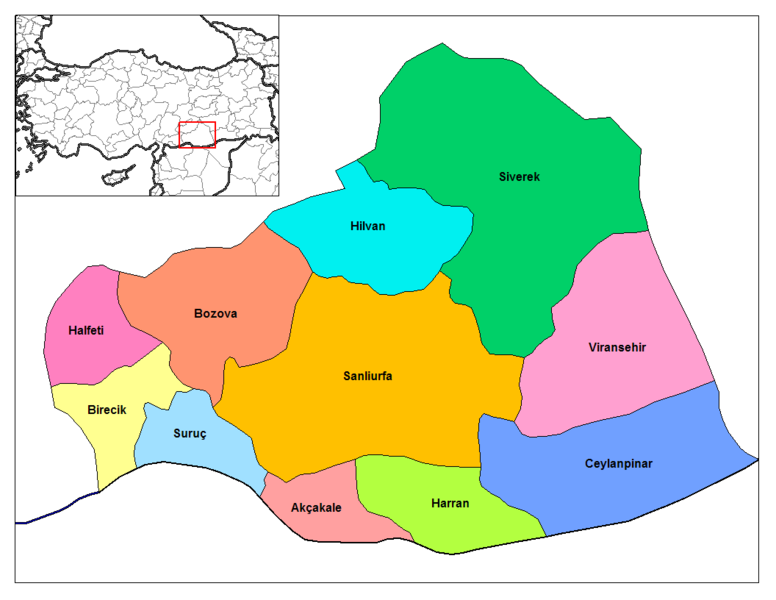 Siverek
Hilvan
Bozova
Halfeti
Viransehir
Sanliurfa
Birecik
Suruç
Ceylanpinar
Harran
Akçakale